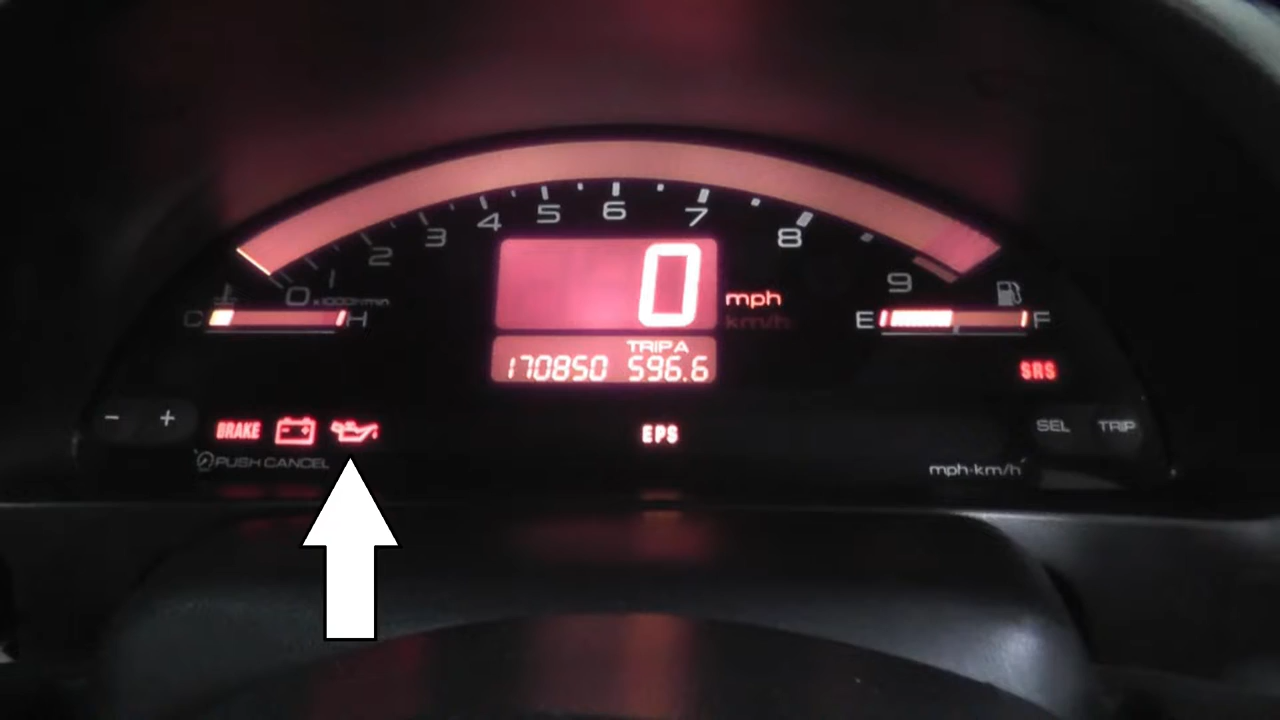 0 1 2 3 4 5 6 7 8 9
x1000r/min
C H
0 mph
km/h
E F
TRIP A
170850 596.6
SRS
- +
BRAKE - +
EPS
SEL TRIP
PUSH CANCEL
mph·km/h